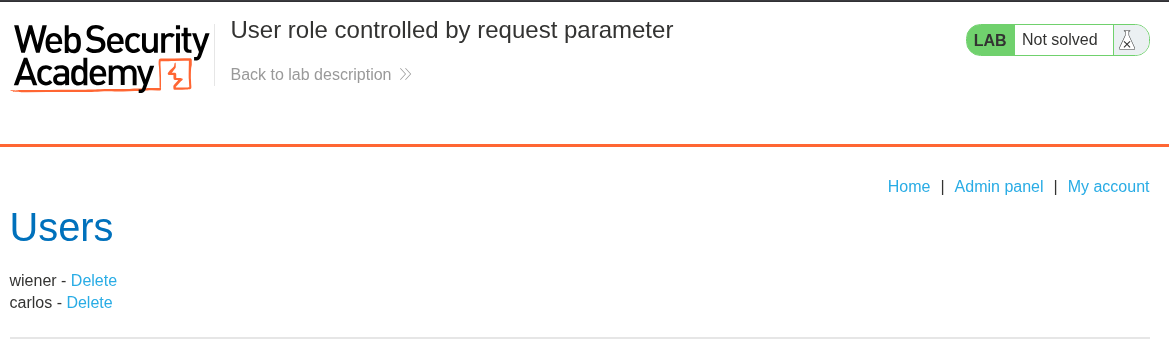 Web Security
Academy
User role controlled by request parameter
Back to lab description
LAB Not solved
Home | Admin panel | My account
Users
wiener - Delete
carlos - Delete